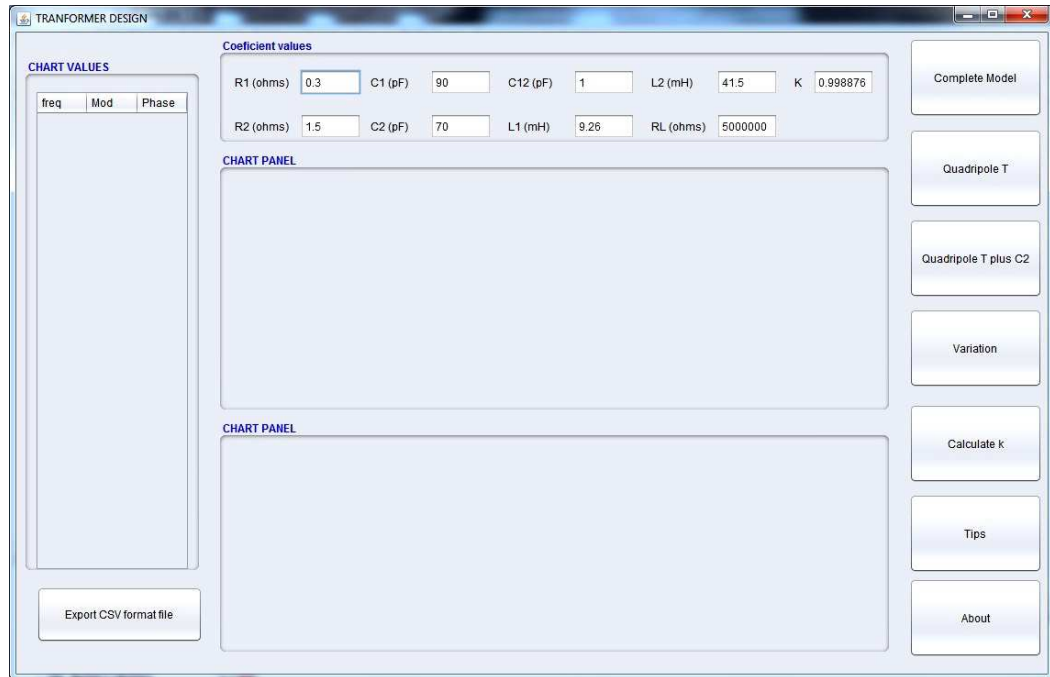 TRANFORMER DESIGN
CHART VALUES
freq Mod Phase
Export CSV format file
Coeficient values
R1 (ohms) 0.3 C1 (pF) 90 C12 (pF) 1 L2 (mH) 41.5 K 0.998876
R2 (ohms) 1.5 C2 (pF) 70 L1 (mH) 9.26 RL (ohms) 5000000
CHART PANEL
CHART PANEL
Complete Model
Quadripole T
Quadripole T plus C2
Variation
Calculate k
Tips
About